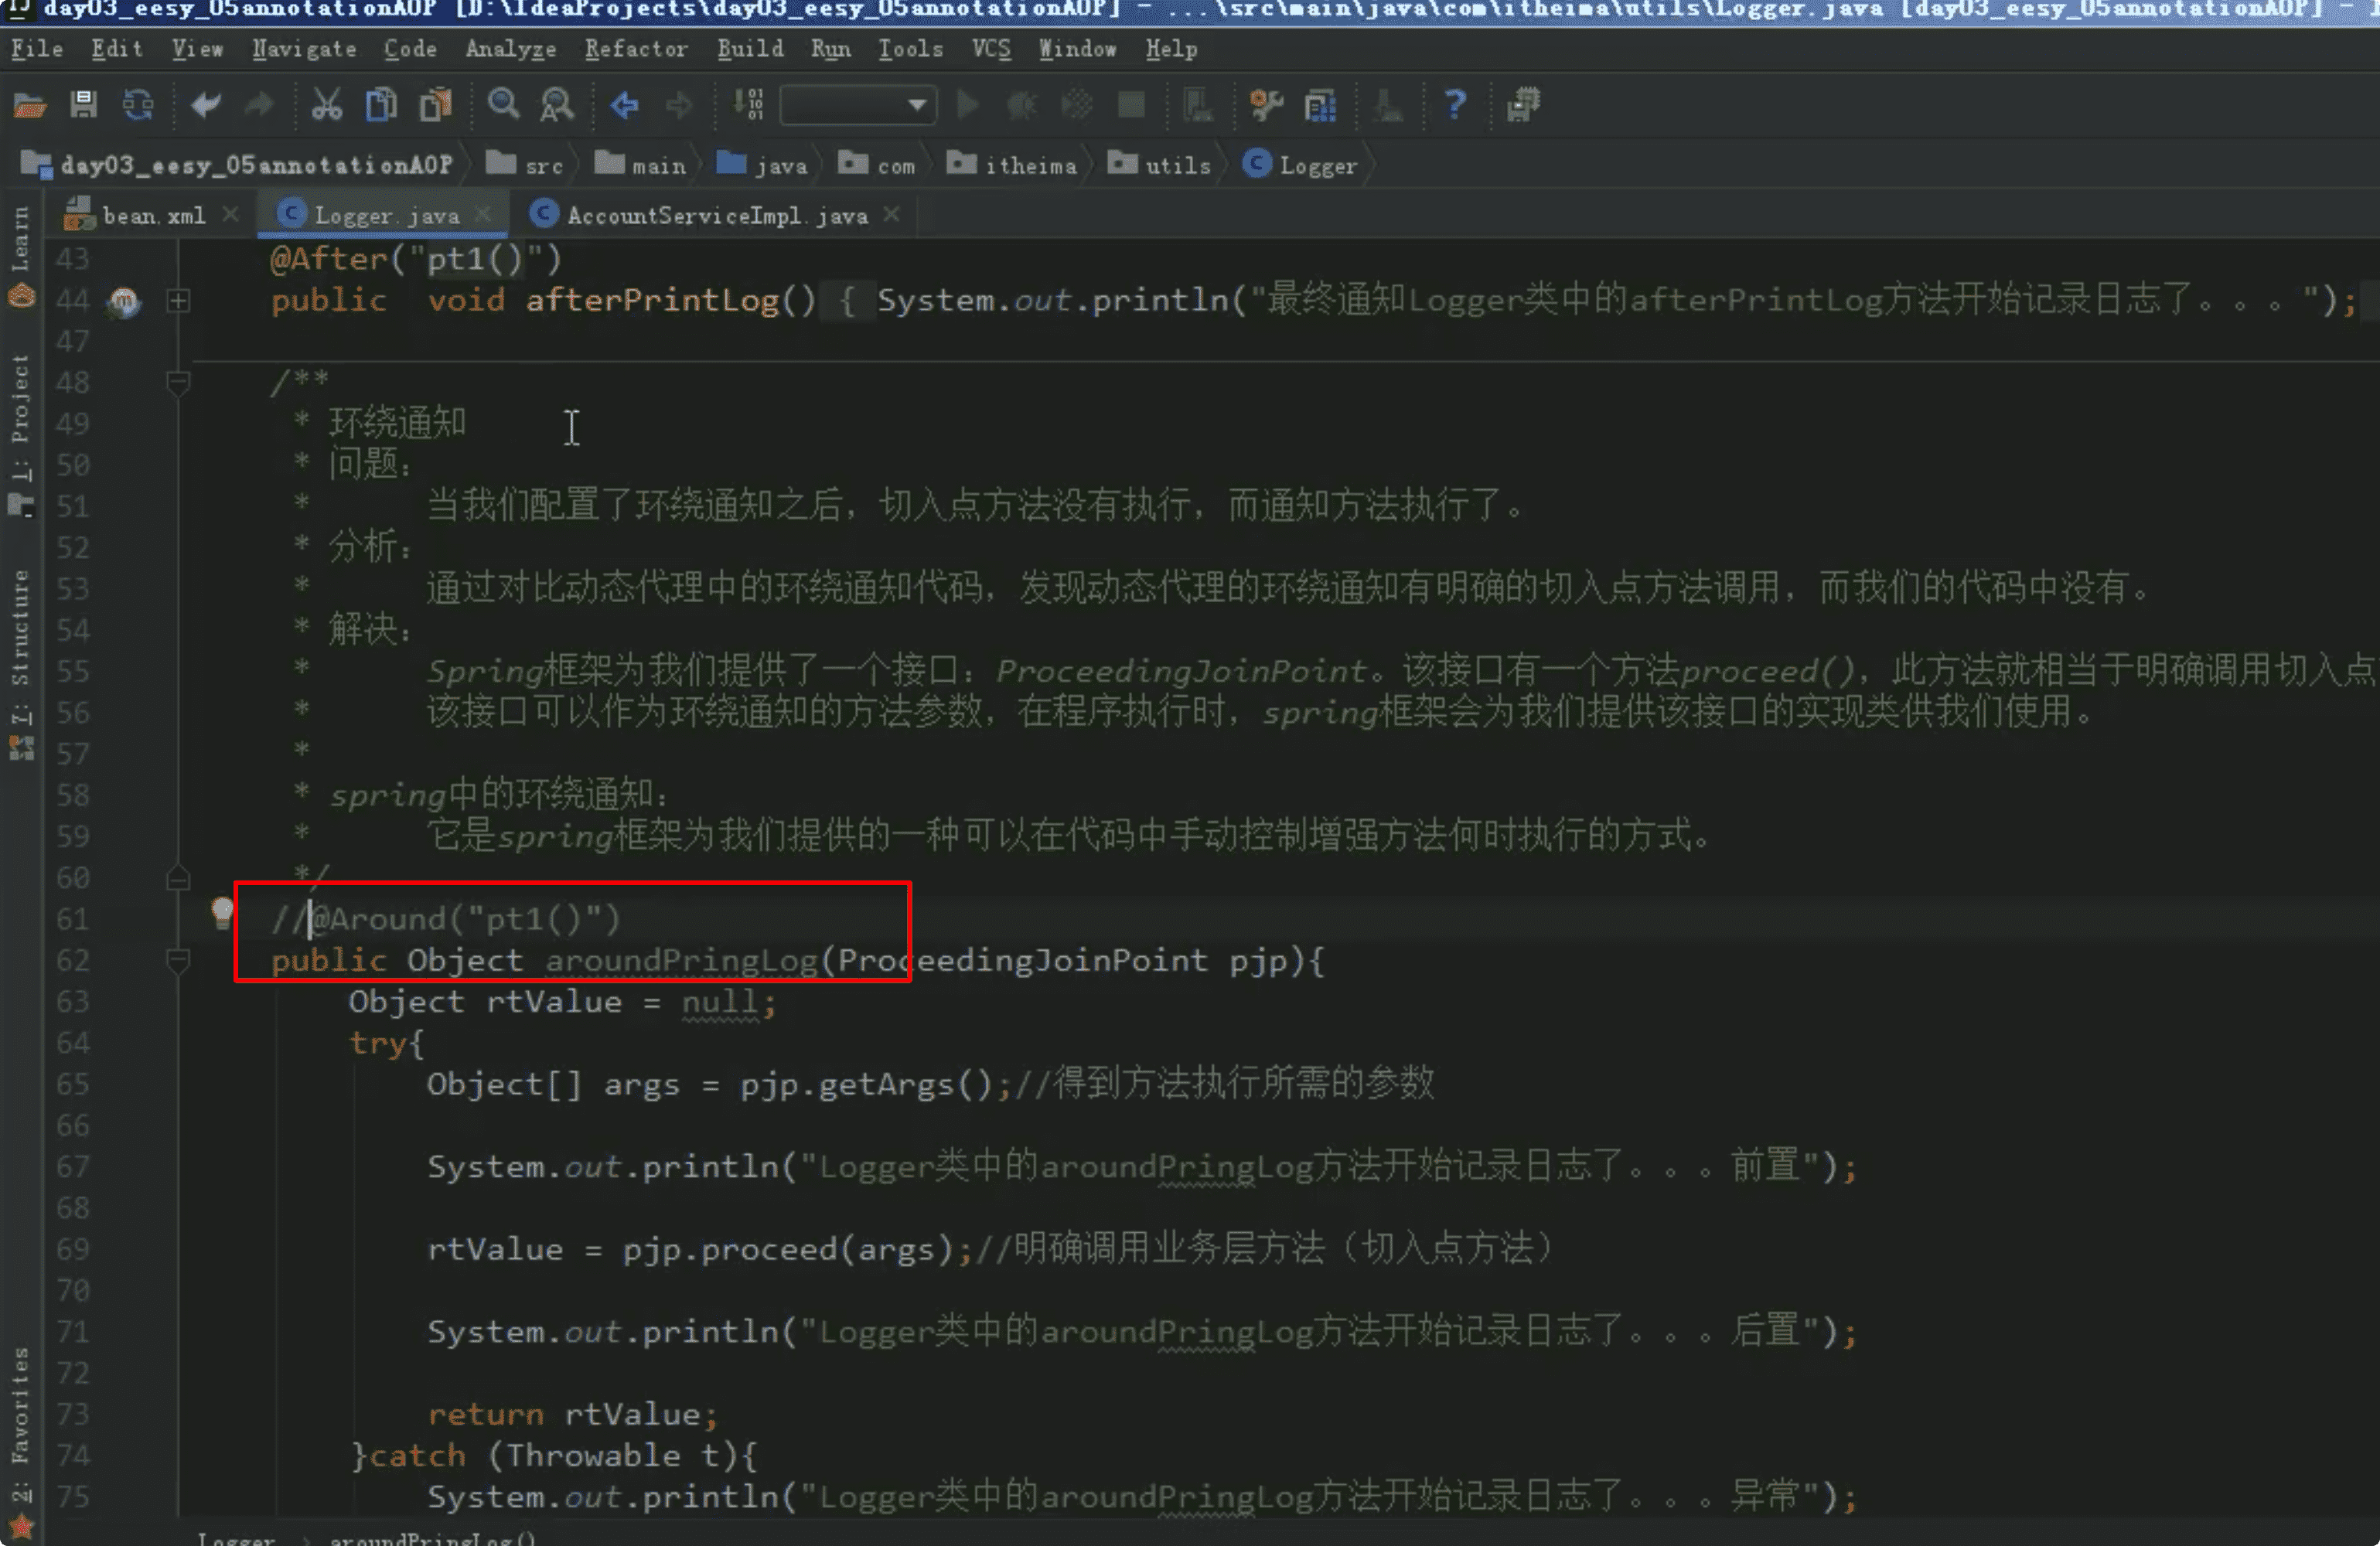 day03_eesy_05annotationAOP [D:\IdeaProjects\day03_eesy_05annotationAOP] - ...\src\main\java\com\itheima\utils\Logger.java [day03_eesy_05annotationAOP] -
File Edit View Navigate Code Analyze Refactor Build Run Tools VCS Window Help
day03_eesy_05annotationAOP src main java com itheima utils Logger
bean.xml Logger.java AccountServiceImpl.java
Learn
1: Project
7: Structure
2: Favorites
43 @After("pt1()")
44 public void afterPrintLog() { System.out.println("最终通知Logger类中的afterPrintLog方法开始记录日志了。。。");
47
48 /**
49 * 环绕通知
50 * 问题：
51 * 当我们配置了环绕通知之后，切入点方法没有执行，而通知方法执行了。
52 * 分析：
53 * 通过对比动态代理中的环绕通知代码，发现动态代理的环绕通知有明确的切入点方法调用，而我们的代码中没有。
54 * 解决：
55 * Spring框架为我们提供了一个接口：ProceedingJoinPoint。该接口有一个方法proceed()，此方法就相当于明确调用切入点
56 * 该接口可以作为环绕通知的方法参数，在程序执行时，spring框架会为我们提供该接口的实现类供我们使用。
57 *
58 * spring中的环绕通知：
59 * 它是spring框架为我们提供的一种可以在代码中手动控制增强方法何时执行的方式。
60 */
61 //@Around("pt1()")
62 public Object aroundPringLog(ProceedingJoinPoint pjp){
63 Object rtValue = null;
64 try{
65 Object[] args = pjp.getArgs();//得到方法执行所需的参数
66
67 System.out.println("Logger类中的aroundPringLog方法开始记录日志了。。。前置");
68
69 rtValue = pjp.proceed(args);//明确调用业务层方法（切入点方法）
70
71 System.out.println("Logger类中的aroundPringLog方法开始记录日志了。。。后置");
72
73 return rtValue;
74 }catch (Throwable t){
75 System.out.println("Logger类中的aroundPringLog方法开始记录日志了。。。异常");
Logger › aroundPringLog()